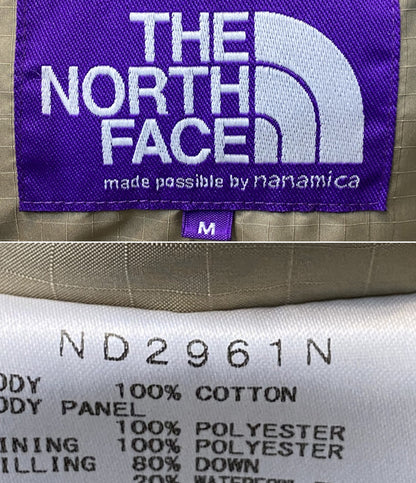 THE
NORTH
FACE
made possible by nanamica
M
ND2961N
ODY 100% COTTON
ODY PANEL
100% POLYESTER
INING 100% POLYESTER
ILLING 80% DOWN
20%